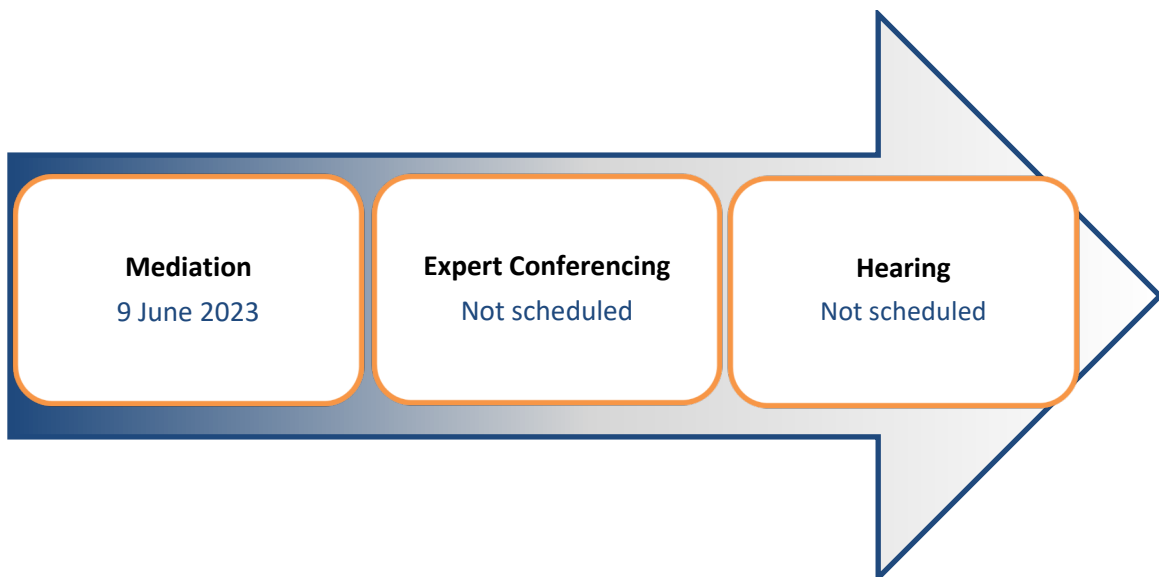 Mediation
9 June 2023
Expert Conferencing
Not scheduled
Hearing
Not scheduled